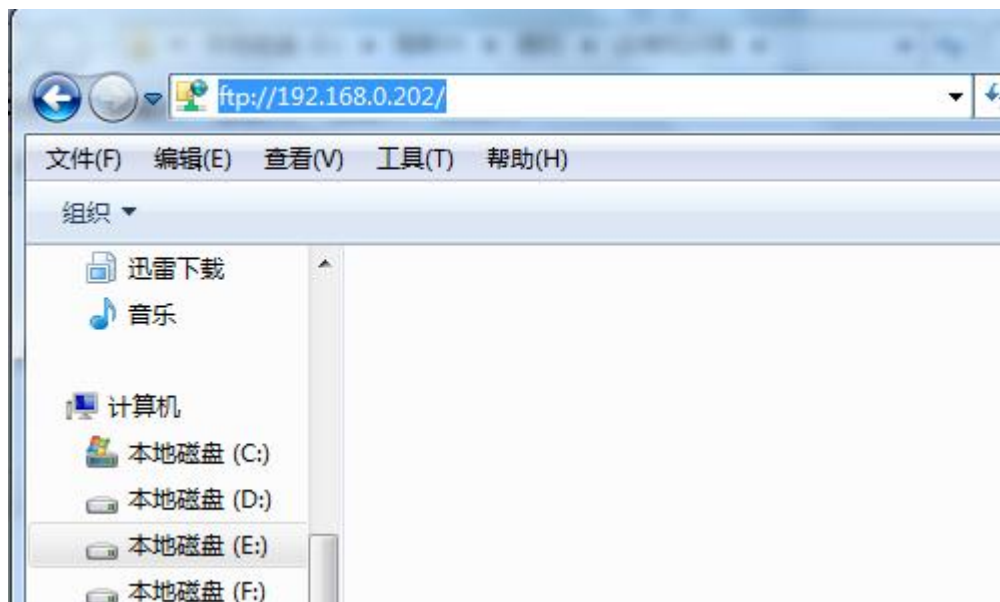 ftp://192.168.0.202/
文件(F) 编辑(E) 查看(V) 工具(T) 帮助(H)
组织
迅雷下载
音乐
计算机
本地磁盘 (C:)
本地磁盘 (D:)
本地磁盘 (E:)
本地磁盘 (F:)